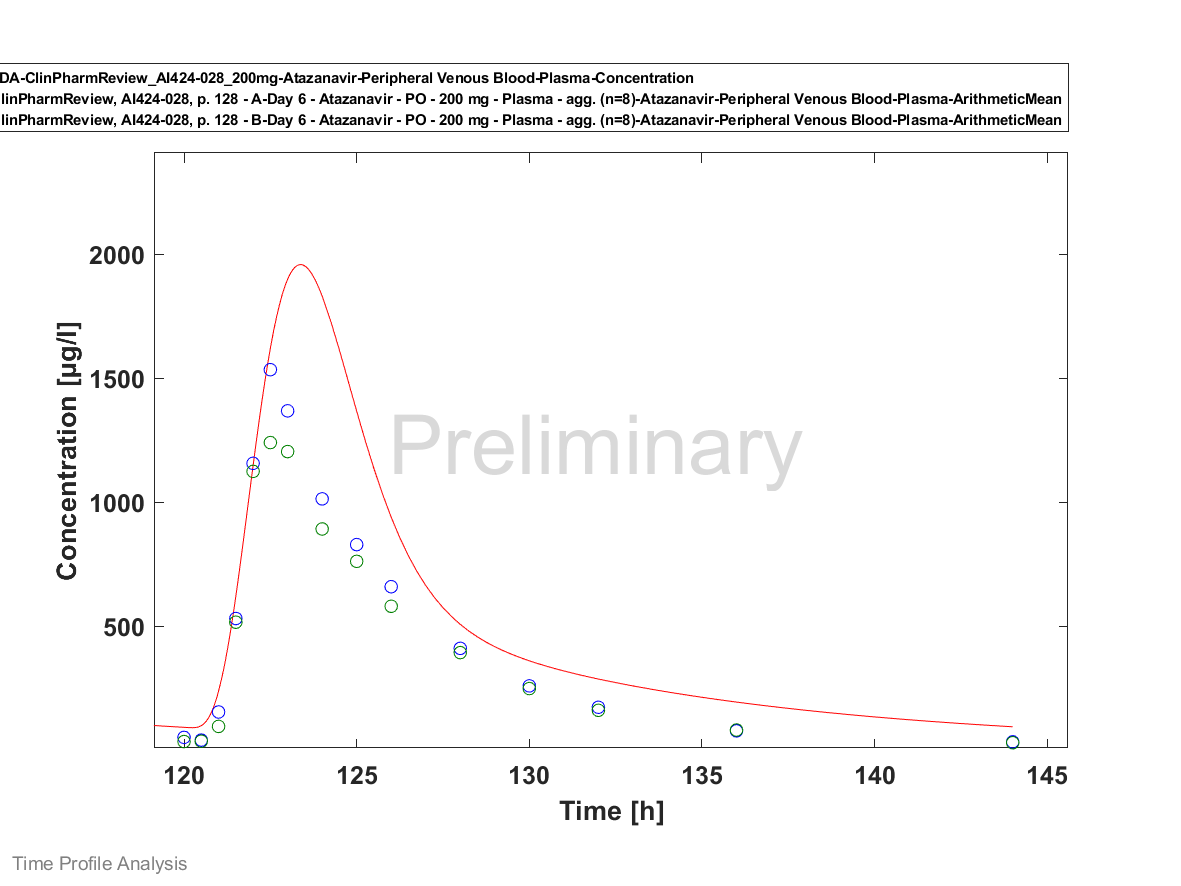 DA-ClinPharmReview_AI424-028_200mg-Atazanavir-Peripheral Venous Blood-Plasma-Concentration
linPharmReview, AI424-028, p. 128 - A-Day 6 - Atazanavir - PO - 200 mg - Plasma - agg. (n=8)-Atazanavir-Peripheral Venous Blood-Plasma-ArithmeticMean
linPharmReview, AI424-028, p. 128 - B-Day 6 - Atazanavir - PO - 200 mg - Plasma - agg. (n=8)-Atazanavir-Peripheral Venous Blood-Plasma-ArithmeticMean
2000
1500
1000
500
Concentration [µg/l]
Preliminary
120 125 130 135 140 145
Time [h]
Time Profile Analysis